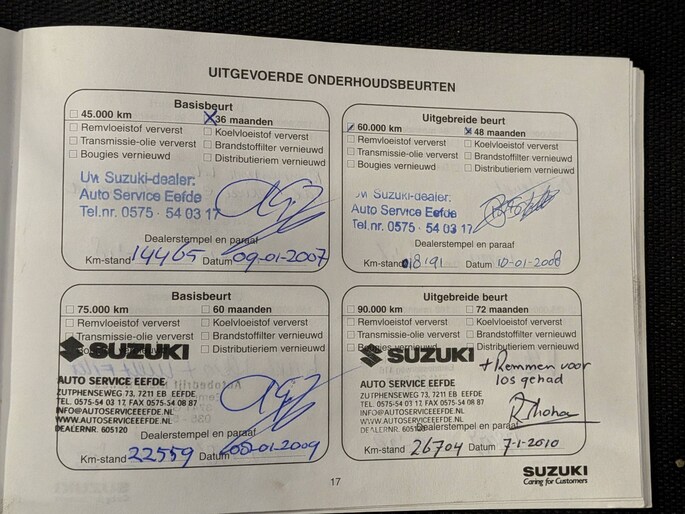 UITGEVOERDE ONDERHOUDSBEURTEN
Basisbeurt
45.000 km 36 maanden
Remvloeistof ververst Koelvloeistof ververst
Transmissie-olie ververst Brandstoffilter vernieuwd
Bougies vernieuwd Distributieriem vernieuwd
Uw Suzuki-dealer:
Auto Service Eefde
Tel.nr. 0575 - 54 03 17
Dealerstempel en paraaf
Km-stand 14465 Datum 09-01-2007
Uitgebreide beurt
60.000 km 48 maanden
Remvloeistof ververst Koelvloeistof ververst
Transmissie-olie ververst Brandstoffilter vernieuwd
Bougies vernieuwd Distributieriem vernieuwd
Uw Suzuki-dealer:
Auto Service Eefde
Tel.nr. 0575 - 54 03 17
Dealerstempel en paraaf
Km-stand 18191 Datum 10-01-2008
Basisbeurt
75.000 km 60 maanden
Remvloeistof ververst Koelvloeistof ververst
Transmissie-olie ververst Brandstoffilter vernieuwd
Bougies vernieuwd Distributieriem vernieuwd
SUZUKI
AUTO SERVICE EEFDE
ZUTPHENSEWEG 73, 7211 EB EEFDE
TEL. 0575-54 03 17, FAX 0575-54 08 87
INFO@AUTOSERVICEEFDE.NL
WWW.AUTOSERVICEEFDE.NL
DEALERNR. 605120
Dealerstempel en paraaf
Km-stand 22559 Datum 08-01-2009
Uitgebreide beurt
90.000 km 72 maanden
Remvloeistof ververst Koelvloeistof ververst
Transmissie-olie ververst Brandstoffilter vernieuwd
Bougies vernieuwd Distributieriem vernieuwd
SUZUKI
+ Remmen voor
los gehad
AUTO SERVICE EEFDE
ZUTPHENSEWEG 73, 7211 EB EEFDE
TEL. 0575-54 03 17, FAX 0575-54 08 87
INFO@AUTOSERVICEEFDE.NL
WWW.AUTOSERVICEEFDE.NL
DEALERNR. 605120
Dealerstempel en paraaf
Km-stand 26704 Datum 7-1-2010
17
SUZUKI
Caring for Customers